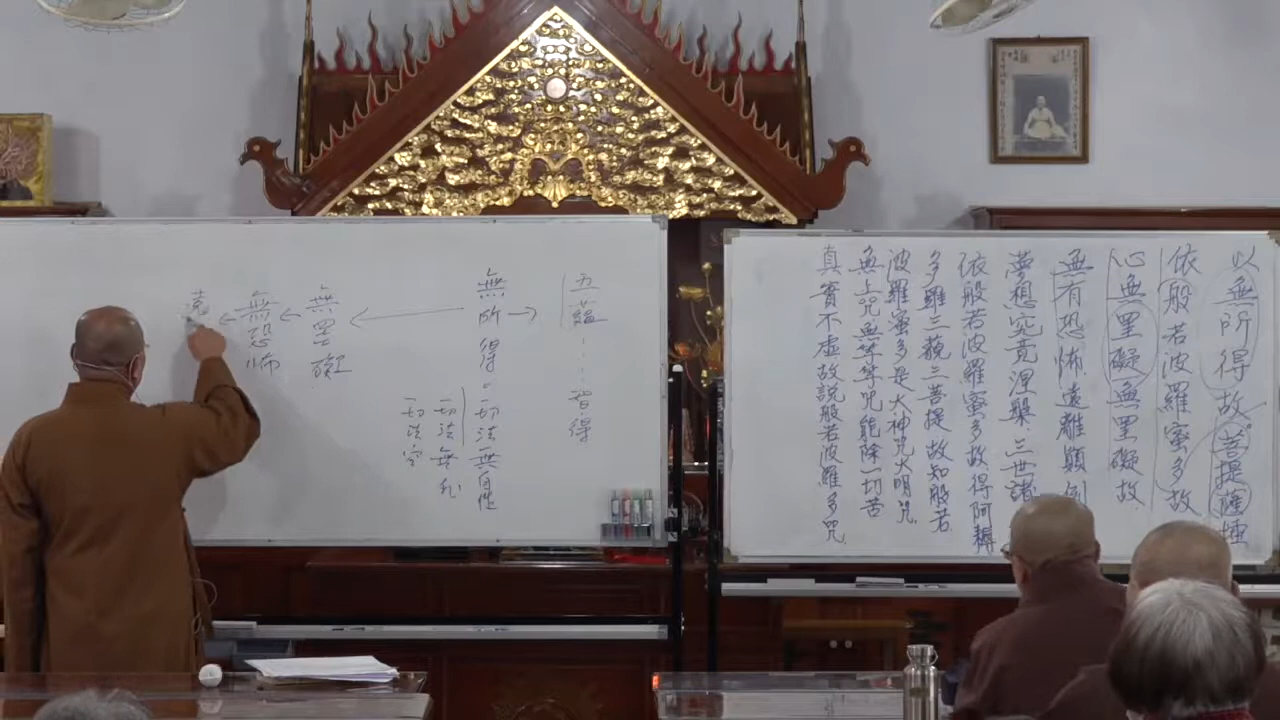 以無所得故菩提薩埵
依般若波羅蜜多故
心無罣礙無罣礙故
無有恐怖遠離顛倒
夢想究竟涅槃三世諸
依般若波羅蜜多故得阿耨
多羅三藐三菩提故知般若
波羅蜜多是大神咒大明咒
無上咒無等等咒能除一切苦
真實不虛故說般若波羅多咒
五蘊……智得
無所得。一切法無自性
一切法無礼
一切法空
無罣礙
無恐怖